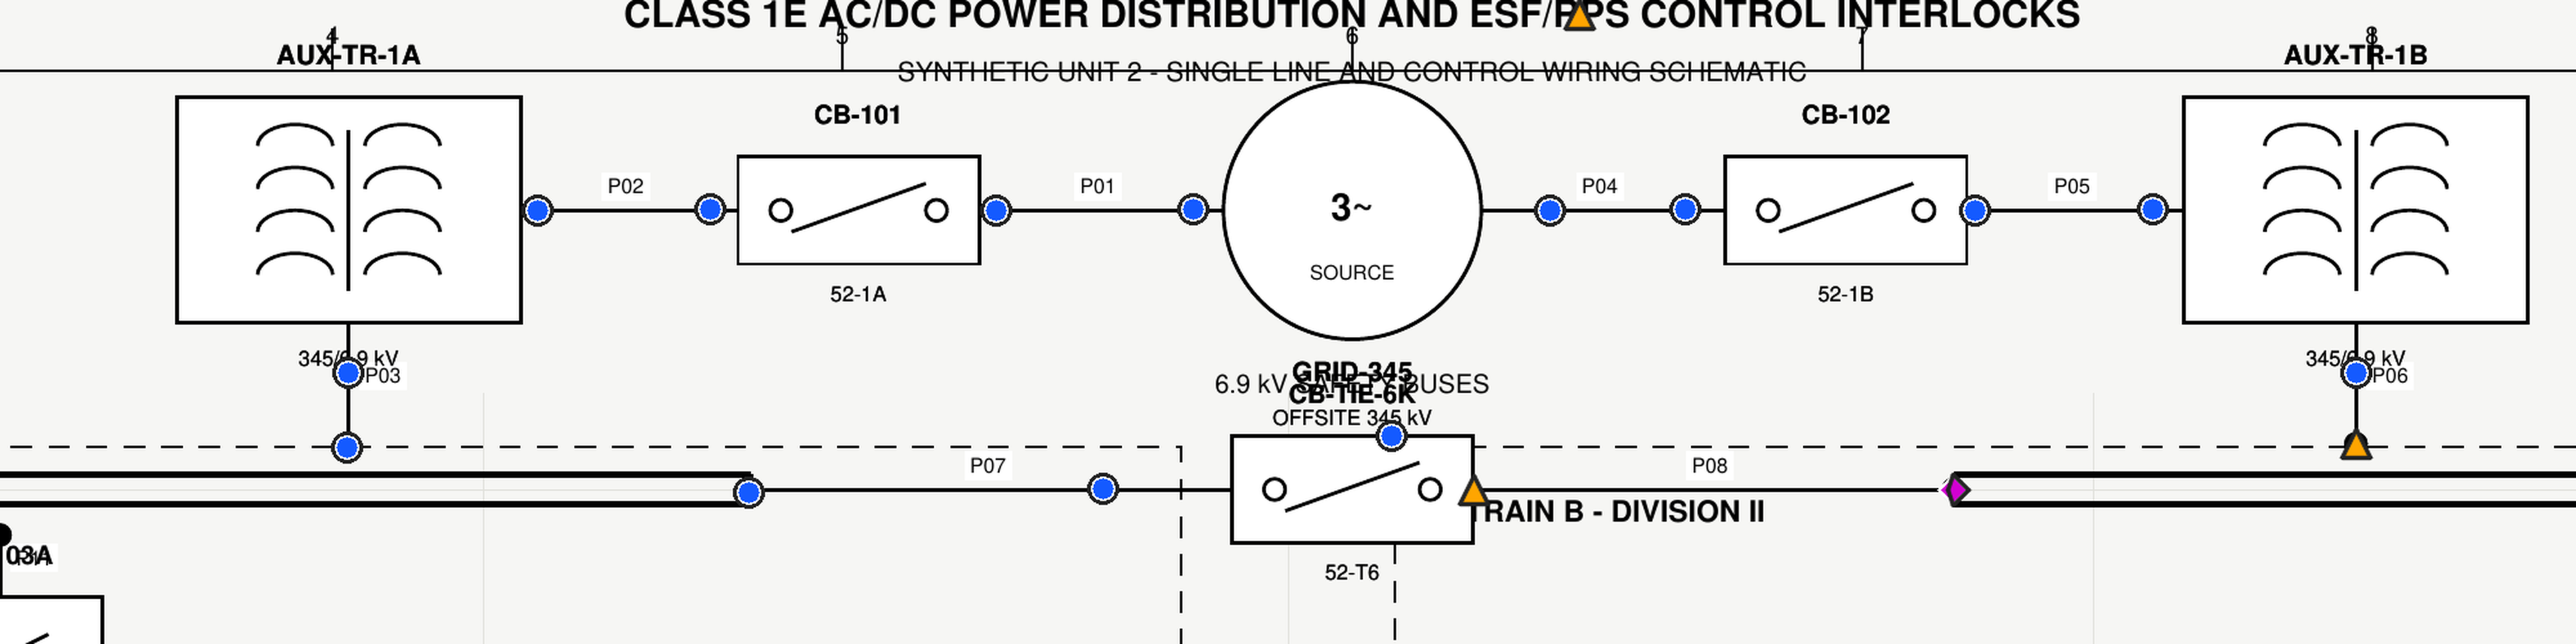 CLASS 1E AC/DC POWER DISTRIBUTION AND ESF/RPS CONTROL INTERLOCKS
4
5
6
7
8
AUX-TR-1A
AUX-TR-1B
SYNTHETIC UNIT 2 - SINGLE LINE AND CONTROL WIRING SCHEMATIC
CB-101
CB-102
P02
P01
P04
P05
3~
SOURCE
52-1A
52-1B
345/6.9 kV
345/6.9 kV
P03
GRID-345
P06
6.9 kV SAFETY BUSES
CB-TIE-6K
OFFSITE 345 kV
P07
P08
TRAIN B - DIVISION II
03A
52-T6